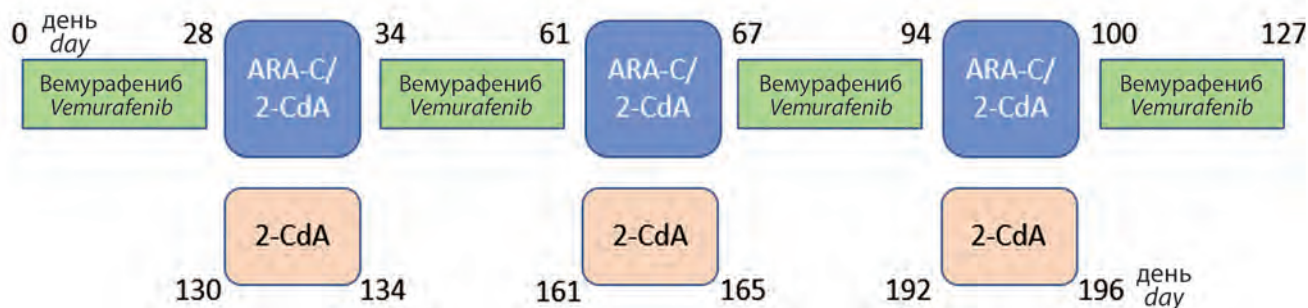 0 день 28 34 61 67 94 100 127
day
Вемурафениб ARA-C/ Вемурафениб ARA-C/ Вемурафениб ARA-C/ Вемурафениб
Vemurafenib 2-CdA Vemurafenib 2-CdA Vemurafenib 2-CdA Vemurafenib
2-CdA 2-CdA 2-CdA
130 134 161 165 192 196 день
day